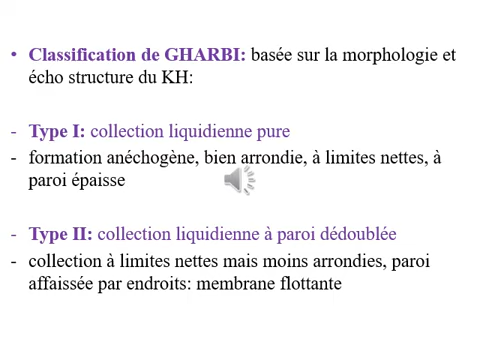 • Classification de GHARBI: basée sur la morphologie et
écho structure du KH:
- Type I: collection liquidienne pure
- formation anéchogène, bien arrondie, à limites nettes, à
paroi épaisse
- Type II: collection liquidienne à paroi dédoublée
- collection à limites nettes mais moins arrondies, paroi
affaissée par endroits: membrane flottante